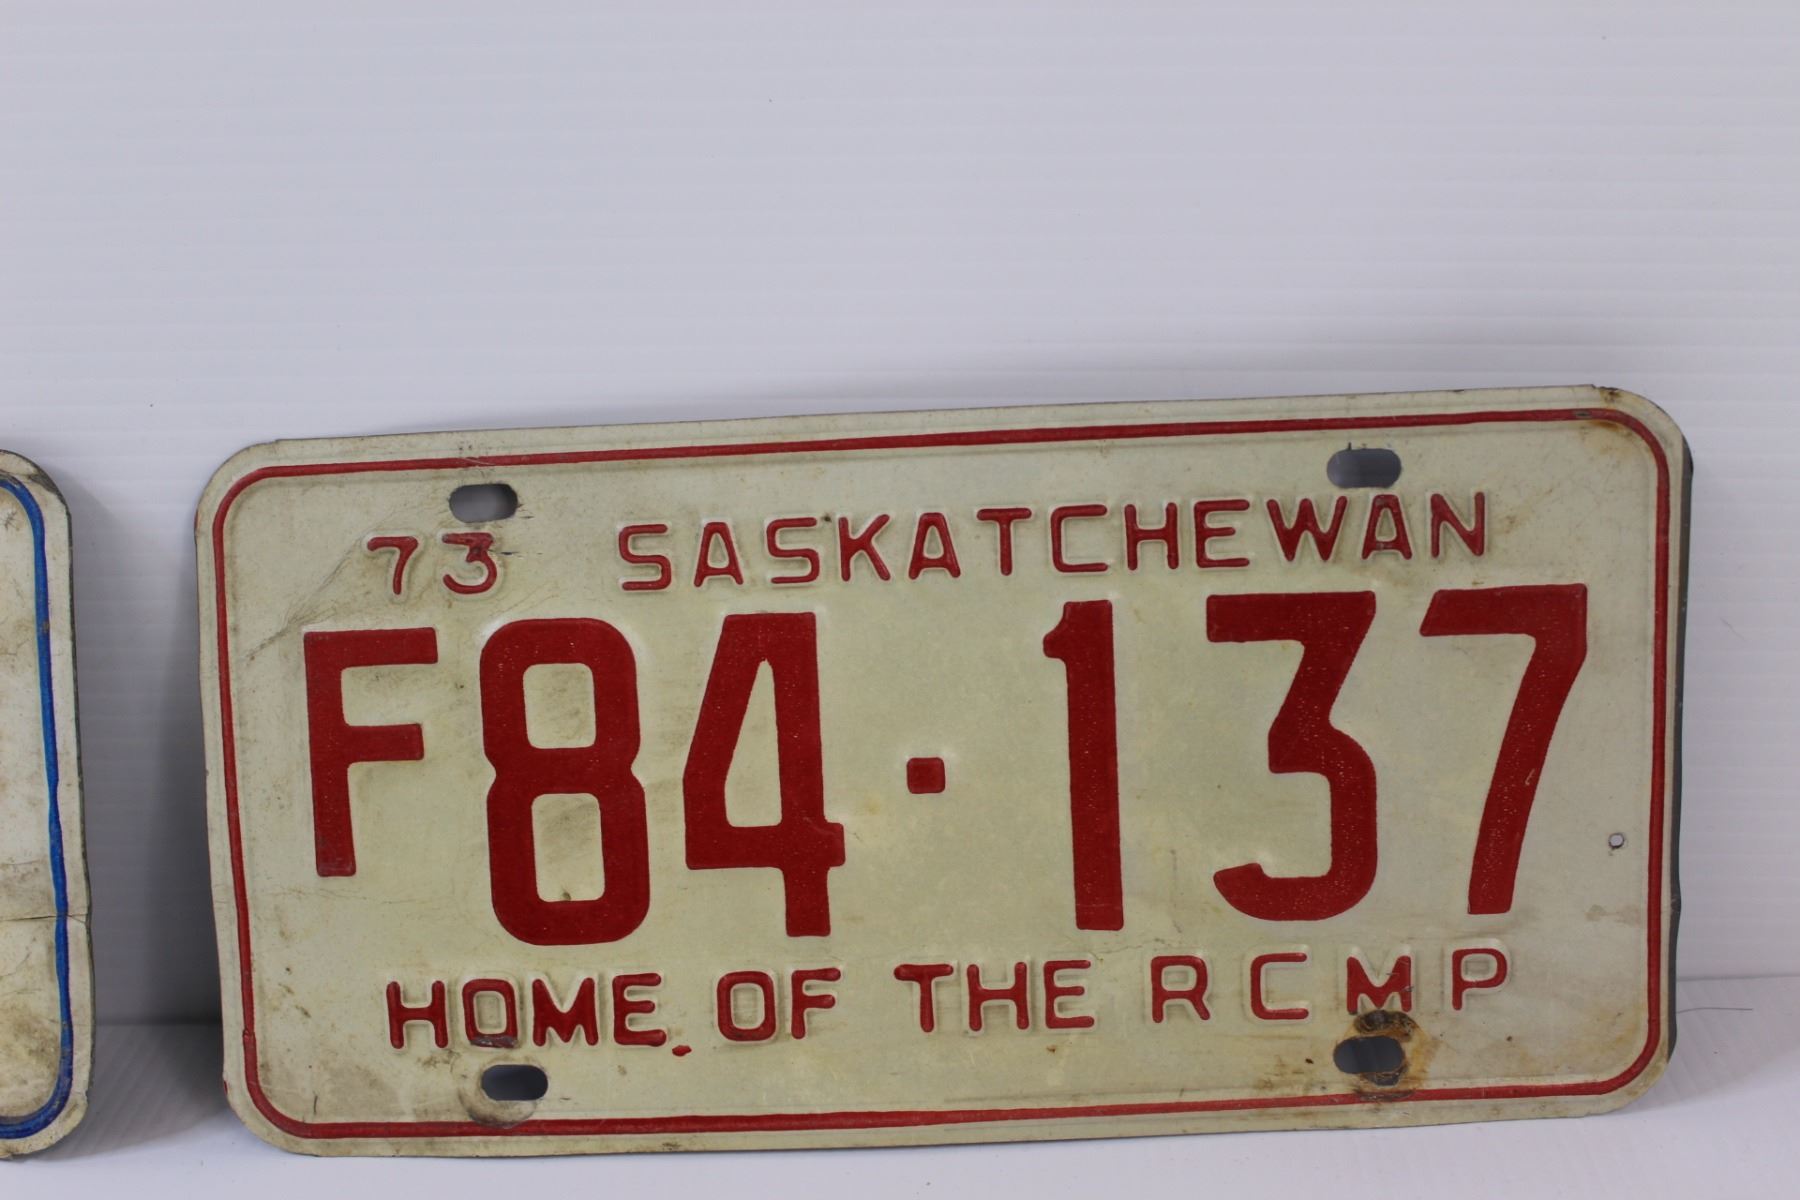 73 SASKATCHEWAN
F84·137
HOME OF THE RCMP